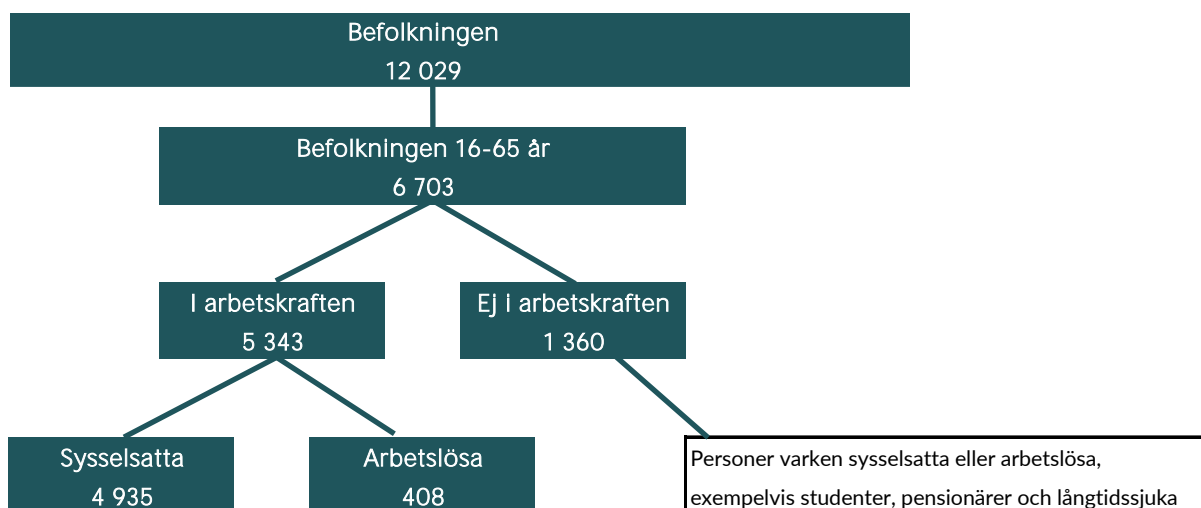 Befolkningen
12 029
Befolkningen 16-65 år
6 703
I arbetskraften
5 343
Ej i arbetskraften
1 360
Sysselsatta
4 935
Arbetslösa
408
Personer varken sysselsatta eller arbetslösa,
exempelvis studenter, pensionärer och långtidssjuka